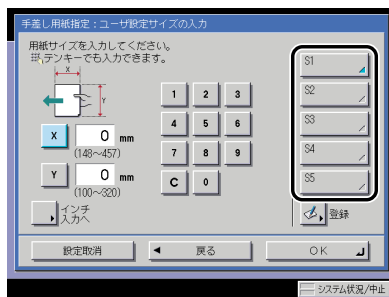 手差し用紙指定:ユーザ設定サイズの入力
用紙サイズを入力してください。
テンキーでも入力できます。
X
Y
X 0 mm
(148〜457)
Y 0 mm
(100〜320)
1 2 3
4 5 6
7 8 9
C 0
S1
S2
S3
S4
S5
インチ
入力へ
登録
設定取消
戻る
OK
システム状況/中止